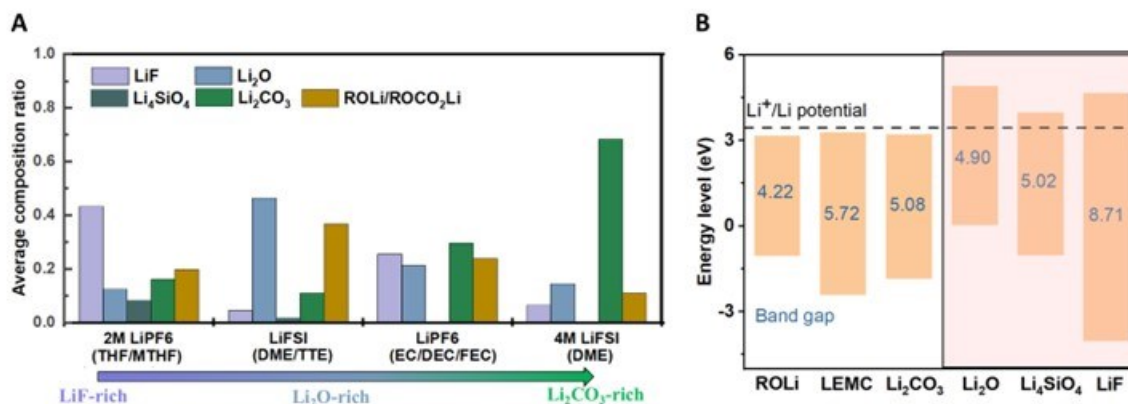 A
1.0
0.8
0.6
0.4
0.2
0.0
Average composition ratio
LiF
Li₂O
Li₄SiO₄
Li₂CO₃
ROLi/ROCO₂Li
2M LiPF6
(THF/MTHF)
LiFSI
(DME/TTE)
LiPF6
(EC/DEC/FEC)
4M LiFSI
(DME)
LiF-rich
Li₂O-rich
Li₂CO₃-rich
B
6
3
0
-3
Energy level (eV)
Li⁺/Li potential
4.22
5.72
5.08
4.90
5.02
8.71
Band gap
ROLi
LEMC
Li₂CO₃
Li₂O
Li₄SiO₄
LiF